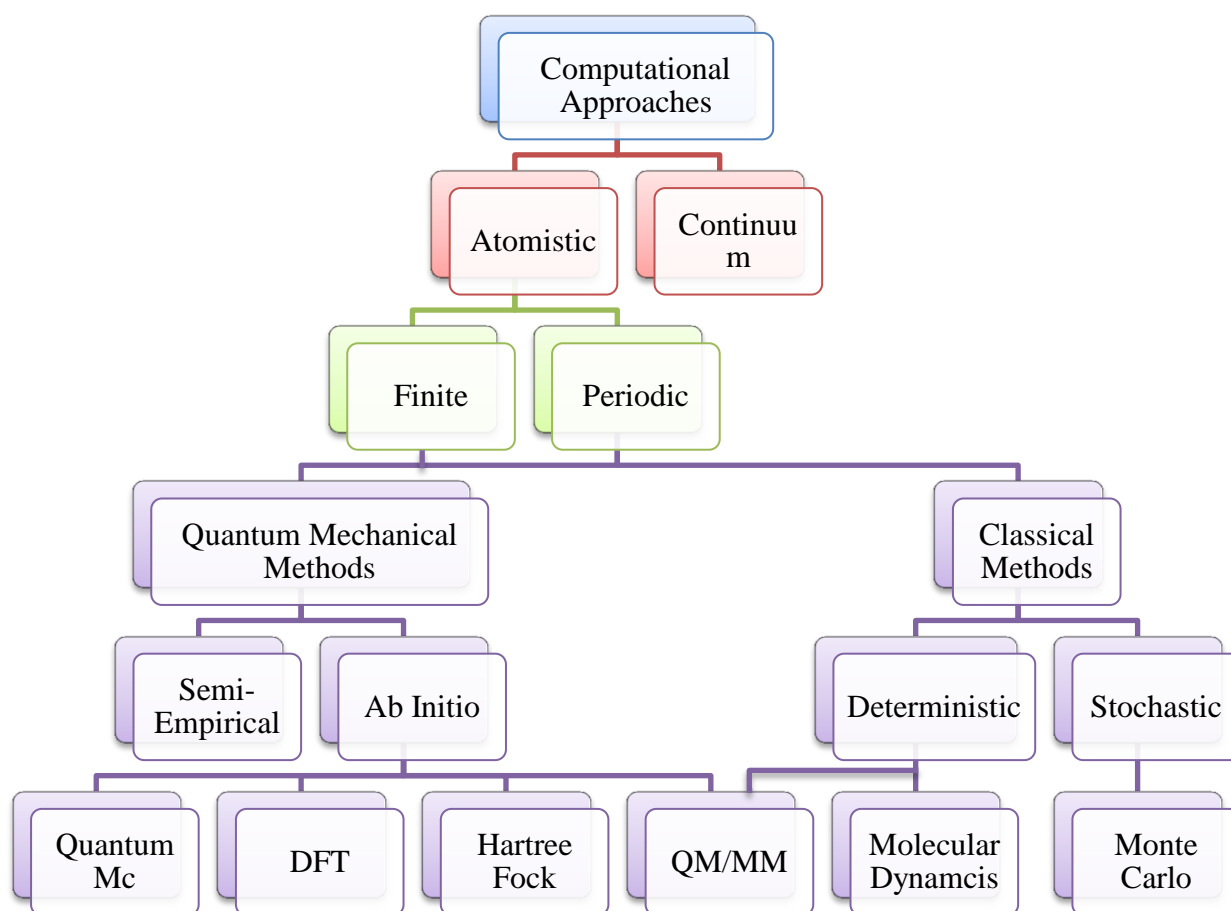 Computational
Approaches
Atomistic
Continuu
m
Finite
Periodic
Quantum Mechanical
Methods
Classical
Methods
Semi-
Empirical
Ab Initio
Deterministic
Stochastic
Quantum
Mc
DFT
Hartree
Fock
QM/MM
Molecular
Dynamcis
Monte
Carlo